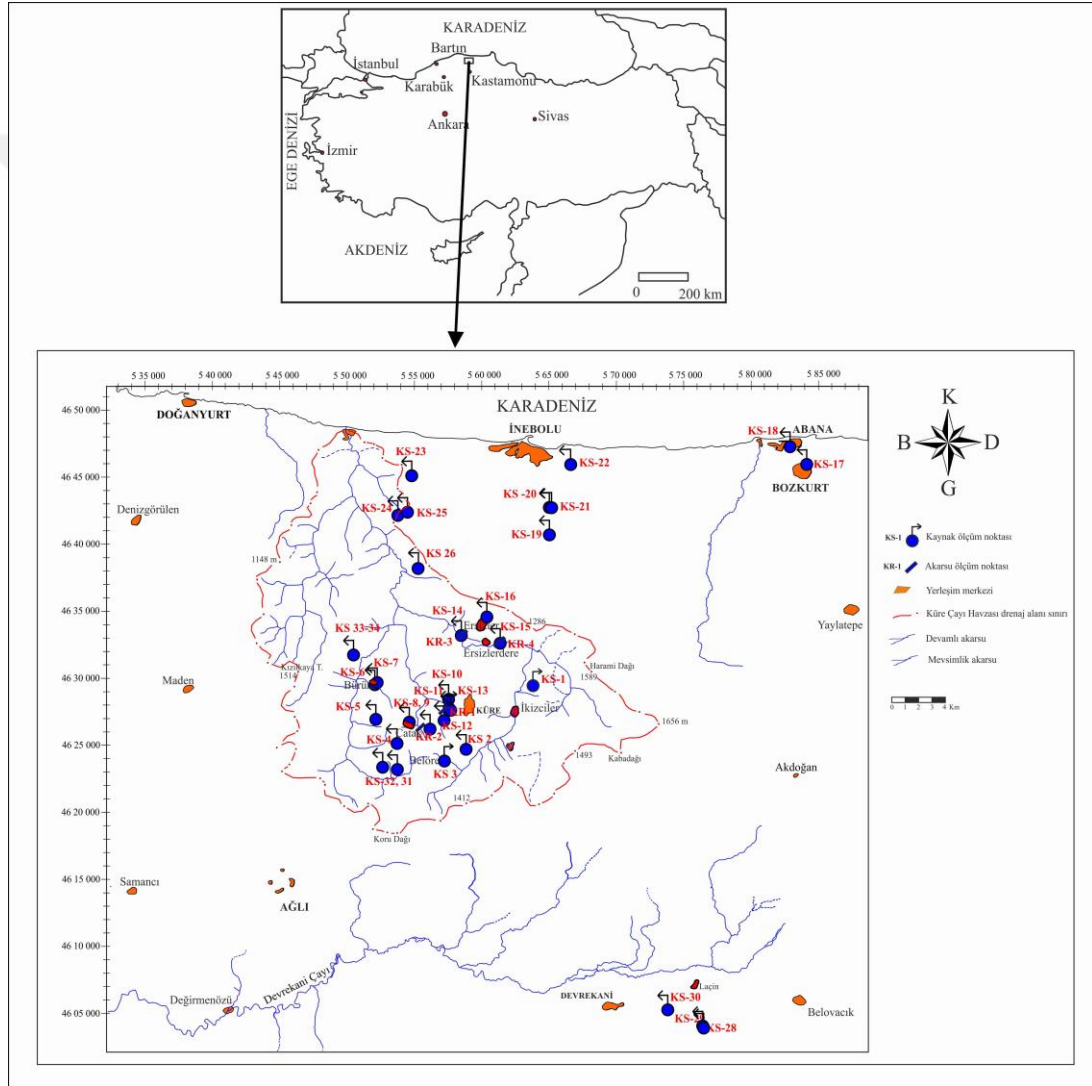 KARADENİZ
Bartın
İstanbul
Karabük
Kastamonu
Ankara
Sivas
EGE DENİZİ
İzmir
AKDENİZ
0 200 km
5 35 000 5 40 000 5 45 000 5 50 000 5 55 000 5 60 000 5 65 000 5 70 000 5 75 000 5 80 000 5 85 000
46 50 000
46 45 000
46 40 000
46 35 000
46 30 000
46 25 000
46 20 000
46 15 000
46 10 000
46 05 000
KARADENİZ
DOĞANYURT
İNEBOLU
KS-18
ABANA
KS-23
KS-22
KS-17
BOZKURT
KS-24
KS-25
KS -20
KS-21
Denizgörülen
KS-19
1148 m
KS 26
KS-16
KS-14
1286
KS-15
KR-3
KR-4
Ersizlerdere
Yaylatepe
KS 33-34
KS-7
KS-6
Kızılkaya T.
1514
Harami Dağı
1589
KS-10
KS-13
KS-1
Maden
KS-5
KS-8, 9
KÜRE
İkizciler
1656 m
KS-12
KR-2
KS-4
KS 2
KS 3
1493
Kabadağı
KS-32, 31
Akdoğan
1412
Koru Dağı
Samancı
AĞLI
Devrekani Çayı
Değirmenözü
DEVREKANİ
Laçin
KS-30
KS-28
Belovacık
K
B D
G
KS-1 Kaynak ölçüm noktası
KR-1 Akarsu ölçüm noktası
Yerleşim merkezi
Küre Çayı Havzası drenaj alanı sınırı
Devamlı akarsu
Mevsimlik akarsu
0 1 2 3 4 Km